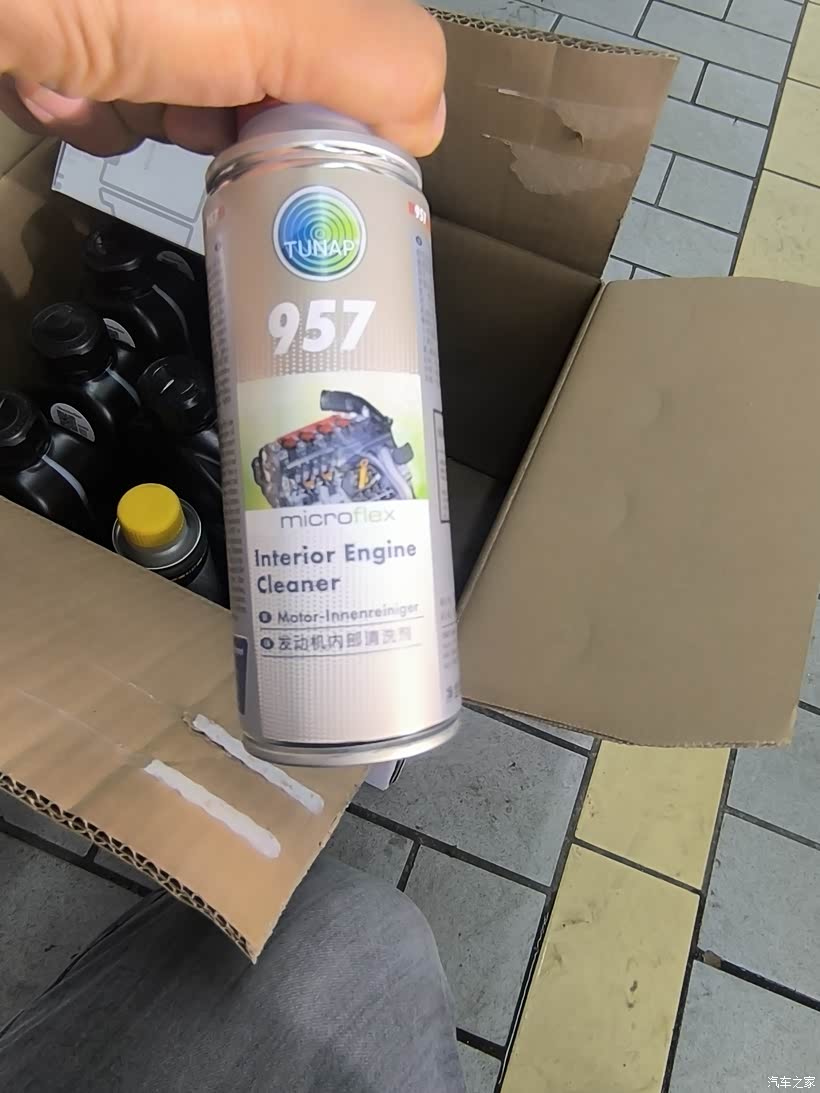 TUNAP
957
957
microflex
Interior Engine
Cleaner
Motor-Innenreiniger
发动机内部清洗剂
汽车之家